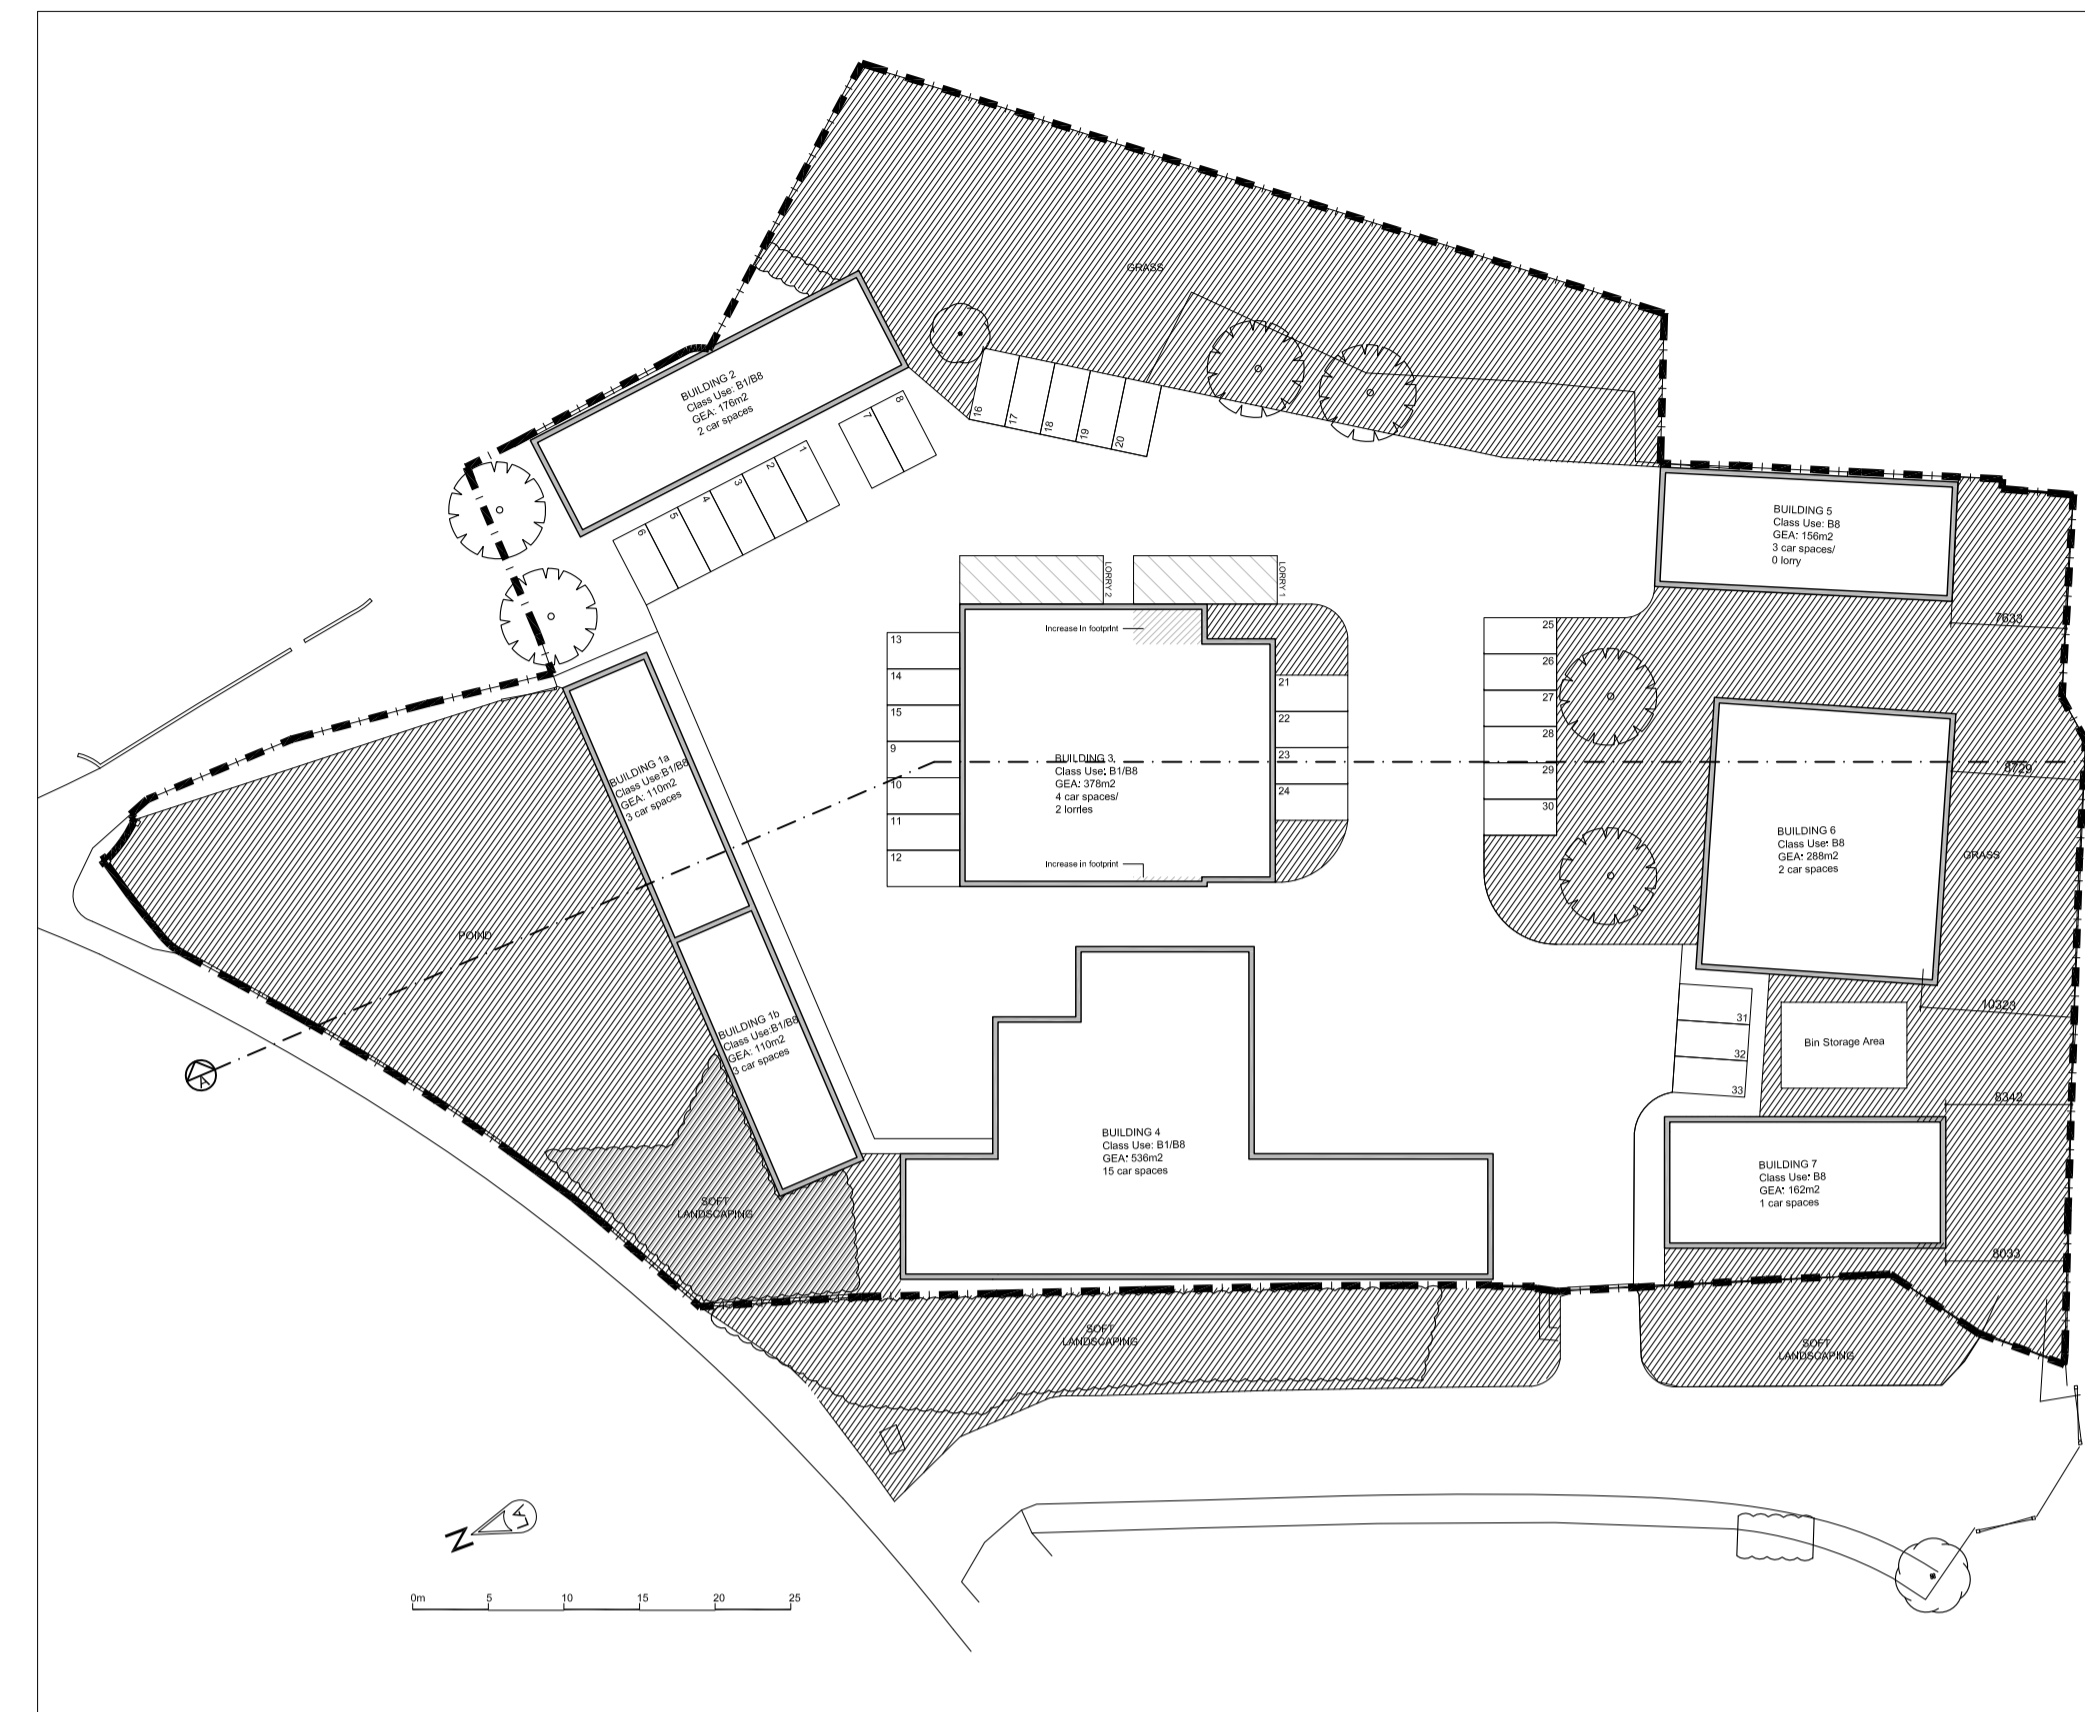 GRASS
BUILDING 2
Class Use: B1/B8
GEA: 176m2
2 car spaces
8
7
1
2
3
4
5
6
16
17
18
19
20
BUILDING 5
Class Use: B8
GEA: 156m2
3 car spaces/
0 lorry
LORRY 2
LORRY 1
7633
Increase in footprint
13
14
15
9
10
11
12
21
22
23
24
25
26
27
28
29
30
BUILDING 3
Class Use: B1/B8
GEA: 378m2
4 car spaces/
2 lorries
Increase in footprint
BUILDING 1a
Class Use:B1/B8
GEA: 110m2
3 car spaces
8729
BUILDING 6
Class Use: B8
GEA: 288m2
2 car spaces
GRASS
POIND
10323
31
32
33
Bin Storage Area
BUILDING 1b
Class Use:B1/B8
GEA: 110m2
3 car spaces
A
8342
BUILDING 4
Class Use: B1/B8
GEA: 536m2
15 car spaces
BUILDING 7
Class Use: B8
GEA: 162m2
1 car spaces
SOFT
LANDSCAPING
8033
SOFT
LANDSCAPING
SOFT
LANDSCAPING
N
LA
0m 5 10 15 20 25